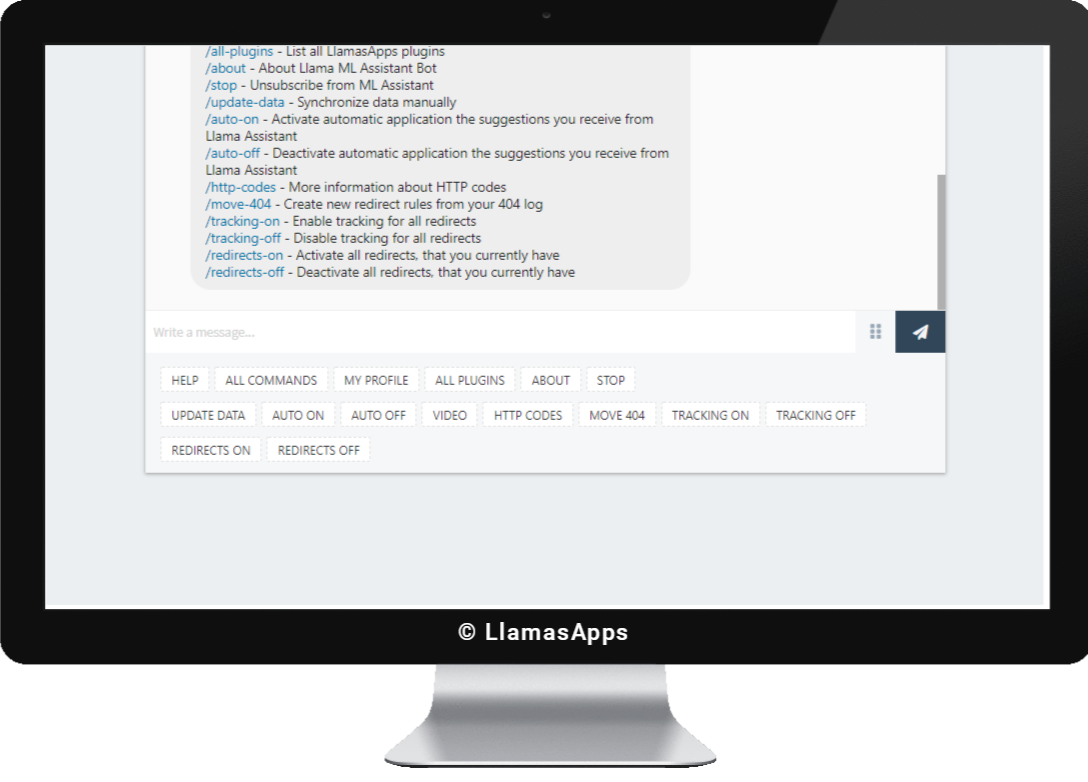 /all-plugins - List all LlamasApps plugins
/about - About Llama ML Assistant Bot
/stop - Unsubscribe from ML Assistant
/update-data - Synchronize data manually
/auto-on - Activate automatic application the suggestions you receive from
Llama Assistant
/auto-off - Deactivate automatic application the suggestions you receive from
Llama Assistant
/http-codes - More information about HTTP codes
/move-404 - Create new redirect rules from your 404 log
/tracking-on - Enable tracking for all redirects
/tracking-off - Disable tracking for all redirects
/redirects-on - Activate all redirects, that you currently have
/redirects-off - Deactivate all redirects, that you currently have
Write a message...
HELP ALL COMMANDS MY PROFILE ALL PLUGINS ABOUT STOP
UPDATE DATA AUTO ON AUTO OFF VIDEO HTTP CODES MOVE 404 TRACKING ON TRACKING OFF
REDIRECTS ON REDIRECTS OFF
© LlamasApps